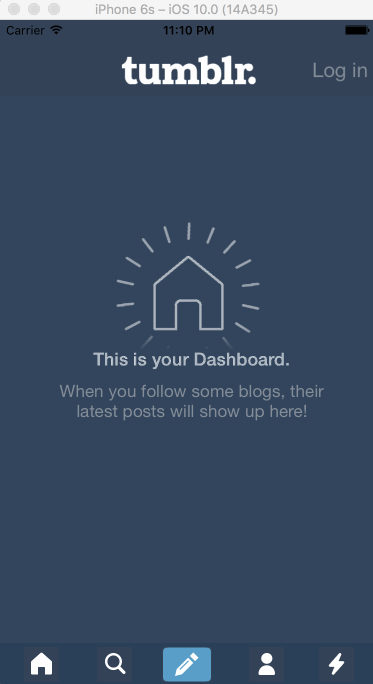 iPhone 6s – iOS 10.0 (14A345)
Carrier 11:10 PM
tumblr. Log in
This is your Dashboard.
When you follow some blogs, their
latest posts will show up here!